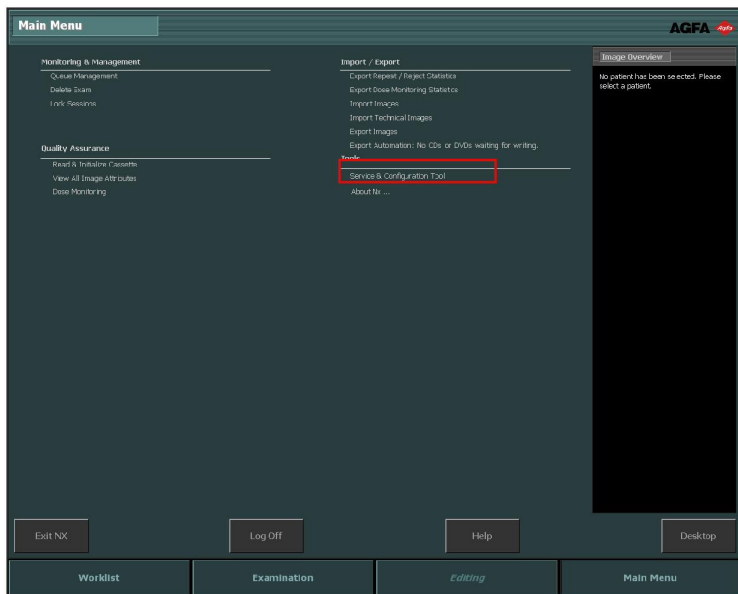 Main Menu
AGFA
Agfa
Monitoring & Management
Queue Management
Delete Exam
Lock Sessions
Quality Assurance
Read & Initialize Cassette
View All Image Attributes
Dose Monitoring
Import / Export
Export Repeat / Reject Statistics
Export Dose Monitoring Statistics
Import Images
Import Technical Images
Export Images
Export Automation: No CDs or DVDs waiting for writing.
Tools
Service & Configuration Tool
About Nx ...
Image Overview
No patient has been selected. Please
select a patient.
Exit NX
Log Off
Help
Desktop
Worklist
Examination
Editing
Main Menu